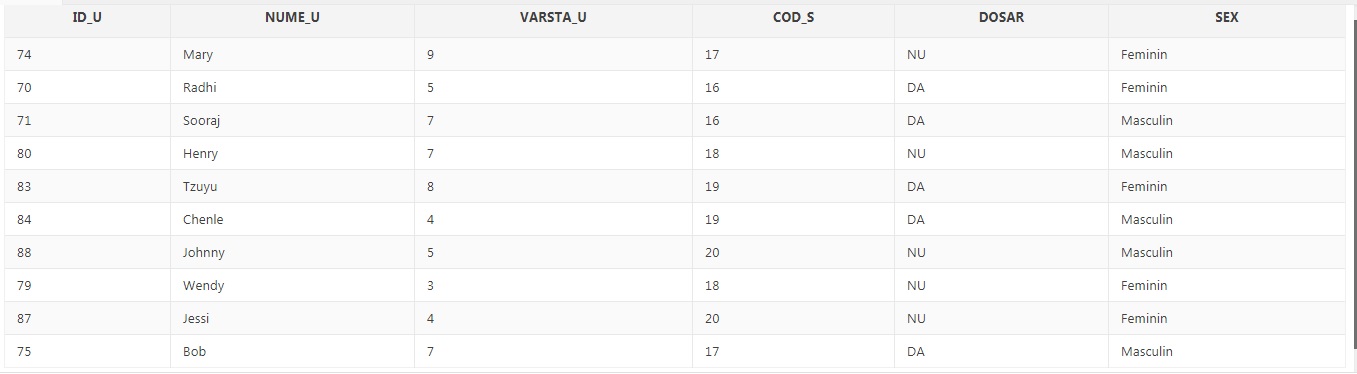 ID_U NUME_U VARSTA_U COD_S DOSAR SEX
74 Mary 9 17 NU Feminin
70 Radhi 5 16 DA Feminin
71 Sooraj 7 16 DA Masculin
80 Henry 7 18 NU Masculin
83 Tzuyu 8 19 DA Feminin
84 Chenle 4 19 DA Masculin
88 Johnny 5 20 NU Masculin
79 Wendy 3 18 NU Feminin
87 Jessi 4 20 NU Feminin
75 Bob 7 17 DA Masculin